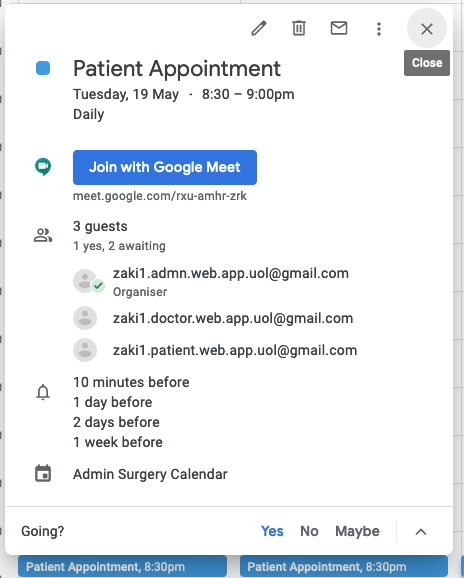 Close
Patient Appointment
Tuesday, 19 May · 8:30 – 9:00pm
Daily
Join with Google Meet
meet.google.com/rxu-amhr-zrk
3 guests
1 yes, 2 awaiting
zaki1.admn.web.app.uol@gmail.com
Organiser
zaki1.doctor.web.app.uol@gmail.com
zaki1.patient.web.app.uol@gmail.com
10 minutes before
1 day before
2 days before
1 week before
Admin Surgery Calendar
Going? Yes No Maybe
Patient Appointment, 8:30pm Patient Appointment, 8:30pm